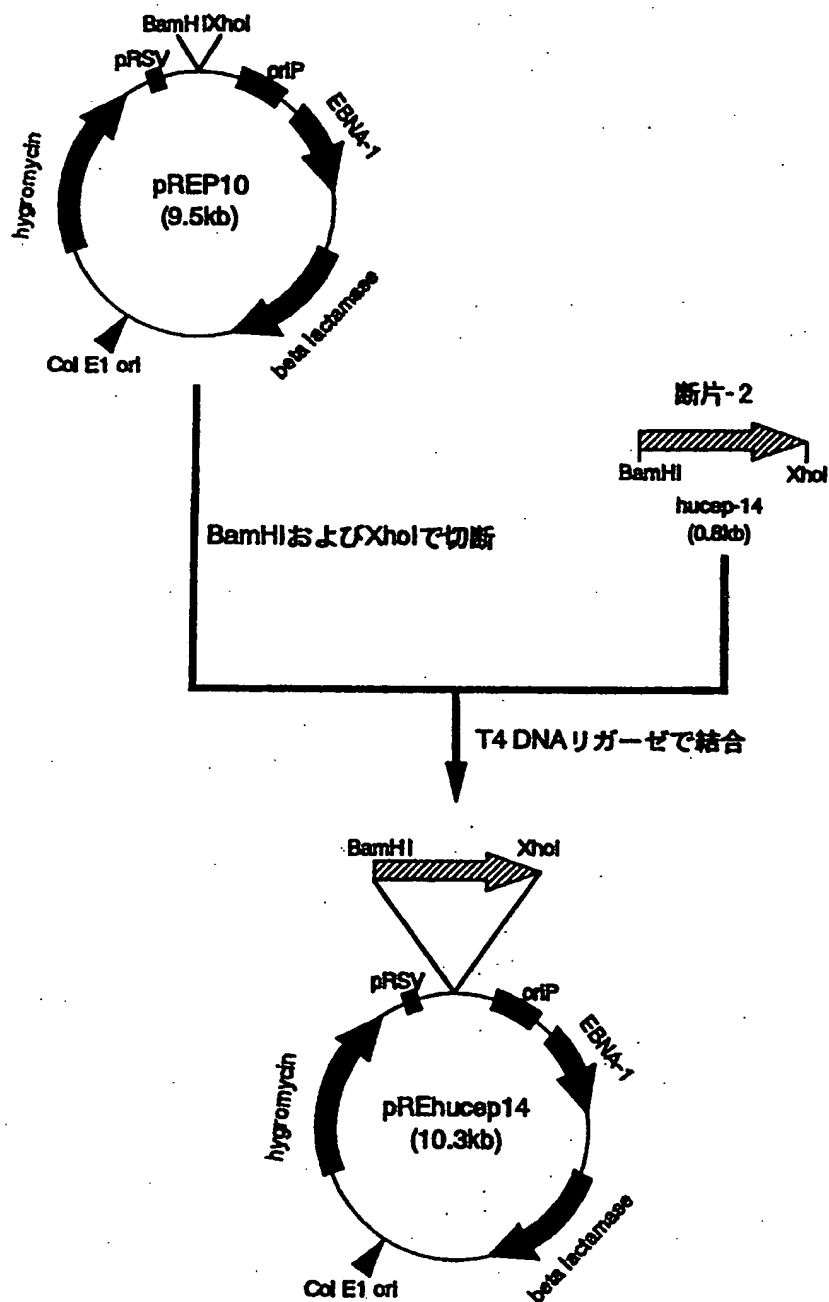 BamHI XhoI
pRSV
oriP
EBNA-1
hygromycin
pREP10
(9.5kb)
beta lactamase
Col E1 ori
断片-2
BamHI
XhoI
hucep-14
(0.8kb)
BamHIおよびXhoIで切断
T4 DNAリガーゼで結合
BamHI
XhoI
pRSV
oriP
EBNA-1
hygromycin
pREhucep14
(10.3kb)
beta lactamase
Col E1 ori